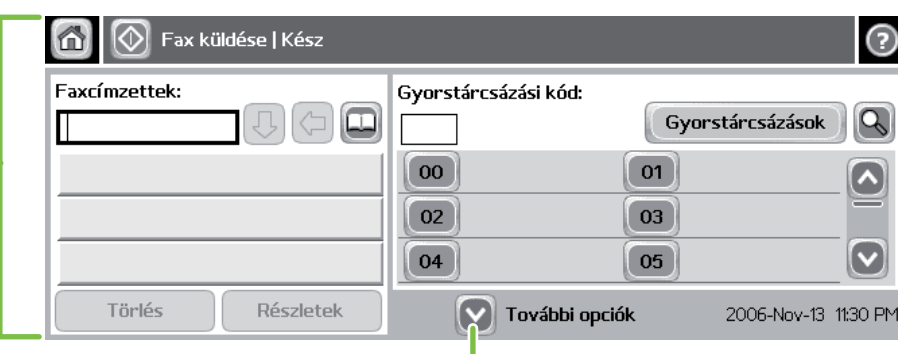 Fax küldése | Kész
?
Faxcímzettek:
Gyorstárcsázási kód:
Gyorstárcsázások
00 01
02 03
04 05
Törlés Részletek
További opciók 2006-Nov-13 11:30 PM